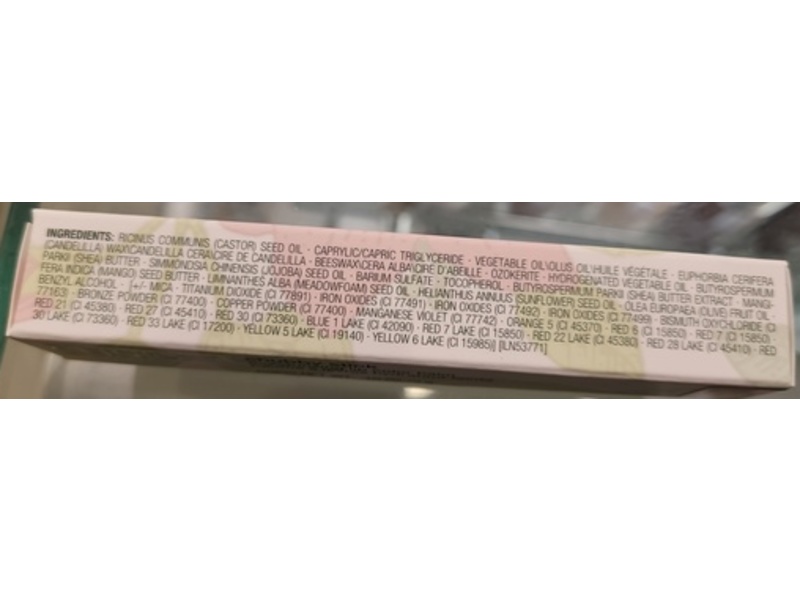 INGREDIENTS: RICINUS COMMUNIS (CASTOR) SEED OIL · CAPRYLIC/CAPRIC TRIGLYCERIDE · VEGETABLE OIL\OLUS OIL\HUILE VÉGÉTALE · EUPHORBIA CERIFERA
(CANDELILLA) WAX\CANDELILLA CERA\CIRE DE CANDELILLA · BEESWAX\CERA ALBA\CIRE D'ABEILLE · OZOKERITE · HYDROGENATED VEGETABLE OIL · BUTYROSPERMUM
PARKII (SHEA) BUTTER · SIMMONDSIA CHINENSIS (JOJOBA) SEED OIL · BARIUM SULFATE · TOCOPHEROL · BUTYROSPERMUM PARKII (SHEA) BUTTER EXTRACT · MANGI-
FERA INDICA (MANGO) SEED BUTTER · LIMNANTHES ALBA (MEADOWFOAM) SEED OIL · HELIANTHUS ANNUUS (SUNFLOWER) SEED OIL · OLEA EUROPAEA (OLIVE) FRUIT OIL ·
BENZYL ALCOHOL · [+/- MICA · TITANIUM DIOXIDE (CI 77891) · IRON OXIDES (CI 77491) · IRON OXIDES (CI 77492) · IRON OXIDES (CI 77499) · BISMUTH OXYCHLORIDE (CI
77163) · BRONZE POWDER (CI 77400) · COPPER POWDER (CI 77400) · MANGANESE VIOLET (CI 77742) · ORANGE 5 (CI 45370) · RED 6 (CI 15850) · RED 7 (CI 15850) ·
RED 21 (CI 45380) · RED 27 (CI 45410) · RED 30 (CI 73360) · BLUE 1 LAKE (CI 42090) · RED 7 LAKE (CI 15850) · RED 22 LAKE (CI 45380) · RED 28 LAKE (CI 45410) · RED
30 LAKE (CI 73360) · RED 33 LAKE (CI 17200) · YELLOW 5 LAKE (CI 19140) · YELLOW 6 LAKE (CI 15985)] [ILN53771]